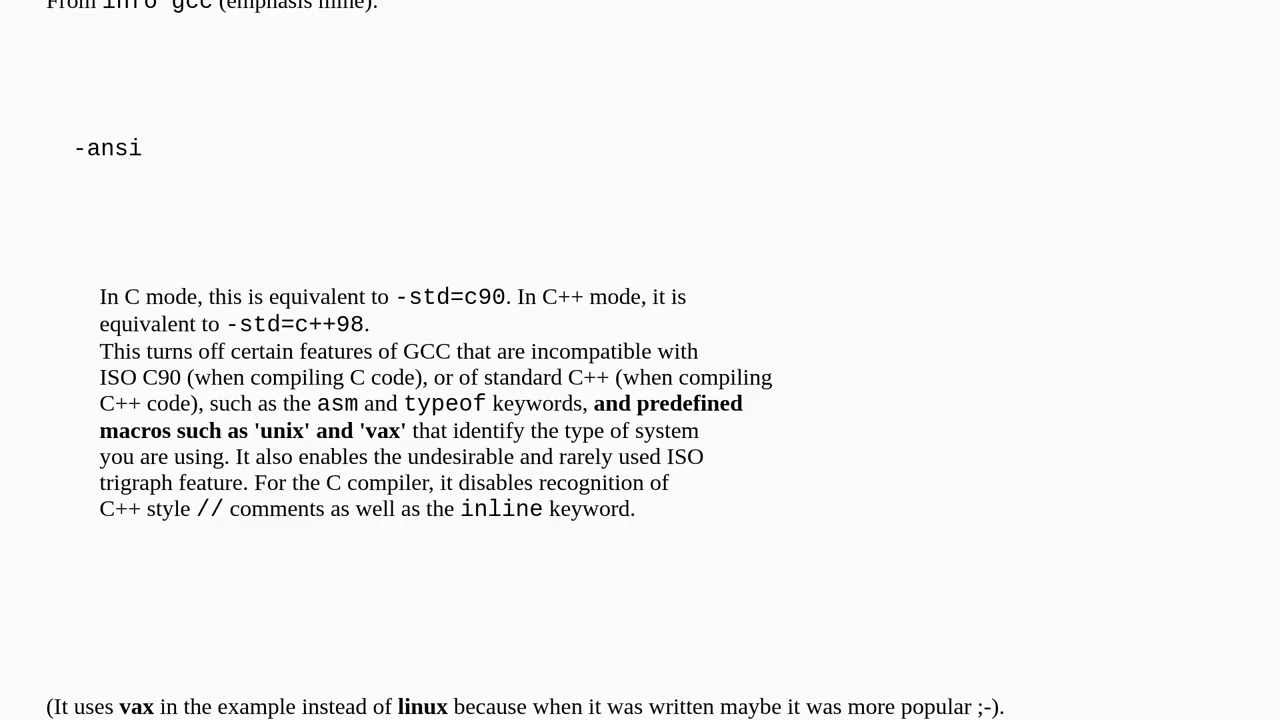 From info gcc (emphasis mine):
-ansi
In C mode, this is equivalent to -std=c90. In C++ mode, it is
equivalent to -std=c++98.
This turns off certain features of GCC that are incompatible with
ISO C90 (when compiling C code), or of standard C++ (when compiling
C++ code), such as the asm and typeof keywords, and predefined
macros such as 'unix' and 'vax' that identify the type of system
you are using. It also enables the undesirable and rarely used ISO
trigraph feature. For the C compiler, it disables recognition of
C++ style // comments as well as the inline keyword.
(It uses vax in the example instead of linux because when it was written maybe it was more popular ;-).